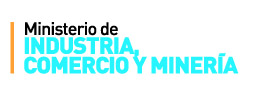 Ministerio de
INDUSTRIA,
COMERCIO Y MINERÍA